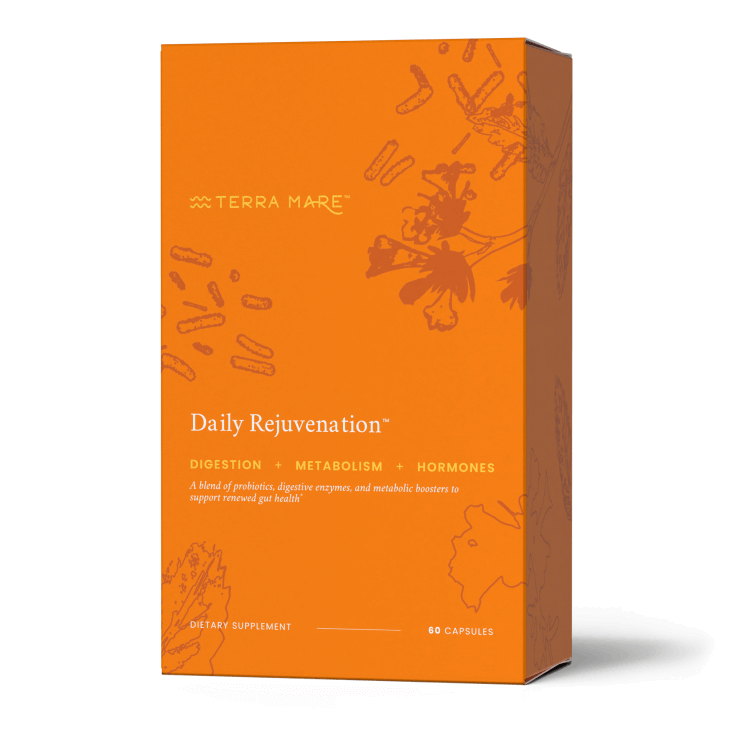 TERRA MARE™
Daily Rejuvenation™
DIGESTION + METABOLISM + HORMONES
A blend of probiotics, digestive enzymes, and metabolic boosters to
support renewed gut health*
DIETARY SUPPLEMENT
60 CAPSULES